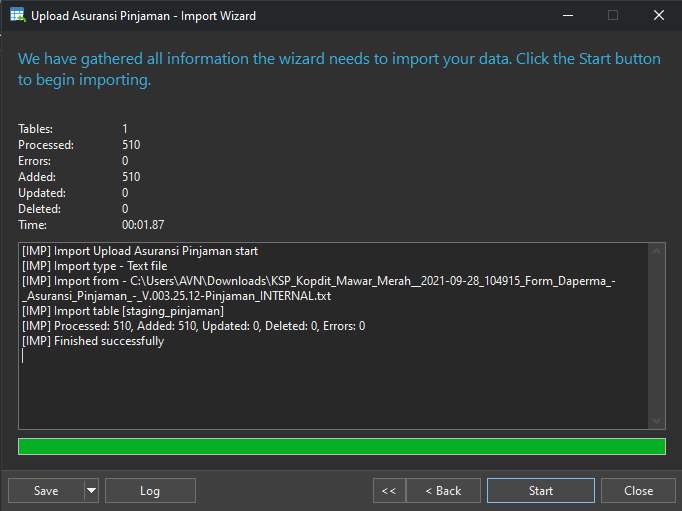 Upload Asuransi Pinjaman - Import Wizard
We have gathered all information the wizard needs to import your data. Click the Start button
to begin importing.
Tables: 1
Processed: 510
Errors: 0
Added: 510
Updated: 0
Deleted: 0
Time: 00:01.87
[IMP] Import Upload Asuransi Pinjaman start
[IMP] Import type - Text file
[IMP] Import from - C:\Users\AVN\Downloads\KSP_Kopdit_Mawar_Merah__2021-09-28_104915_Form_Daperma_-
_Asuransi_Pinjaman_-_V.003.25.12-Pinjaman_INTERNAL.txt
[IMP] Import table [staging_pinjaman]
[IMP] Processed: 510, Added: 510, Updated: 0, Deleted: 0, Errors: 0
[IMP] Finished successfully
Save Log << < Back Start Close